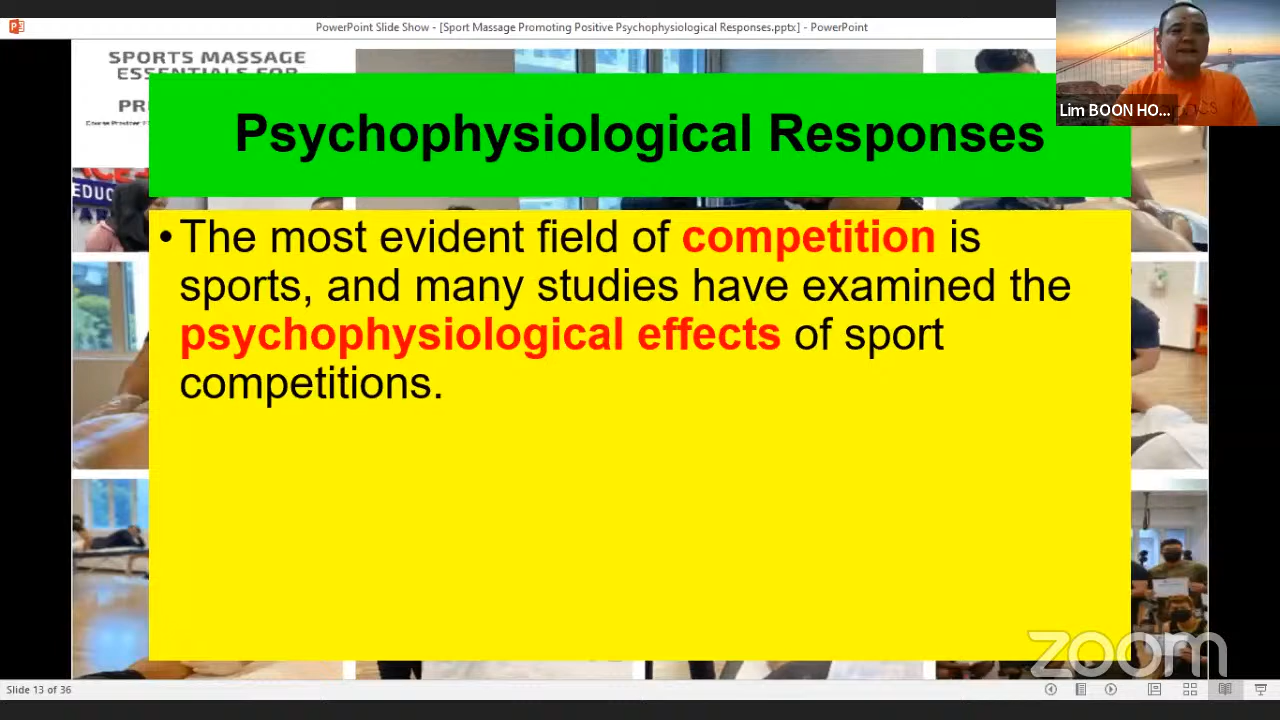 PowerPoint Slide Show - [Sport Massage Promoting Positive Psychophysiological Responses.pptx] - PowerPoint
SPORTS MASSAGE
ESSENTIALS FOR
PR
Lim BOON HO...
Psychophysiological Responses
EDUC
• The most evident field of competition is
sports, and many studies have examined the
psychophysiological effects of sport
competitions.
zoom
Slide 13 of 36